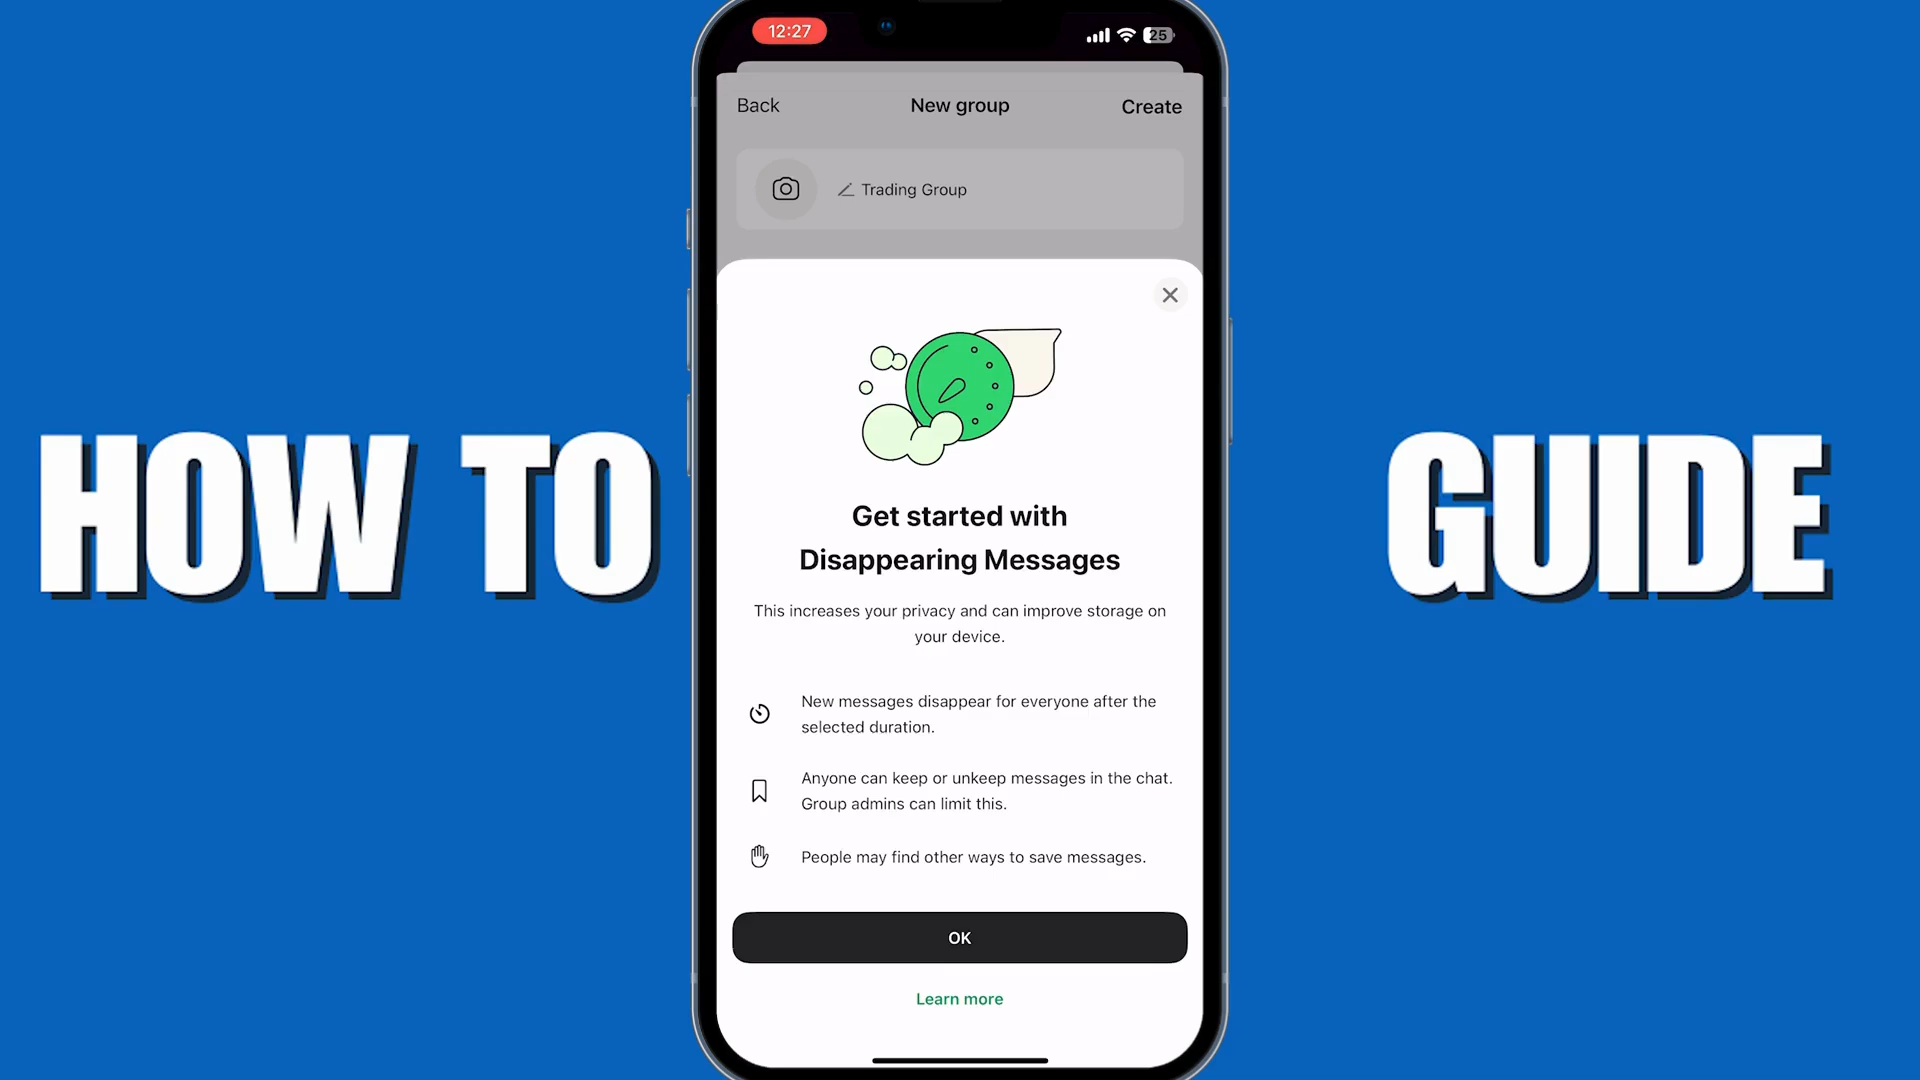 12:27
25
Back
New group
Create
Trading Group
HOW TO
GUIDE
Get started with
Disappearing Messages
This increases your privacy and can improve storage on
your device.
New messages disappear for everyone after the
selected duration.
Anyone can keep or unkeep messages in the chat.
Group admins can limit this.
People may find other ways to save messages.
OK
Learn more